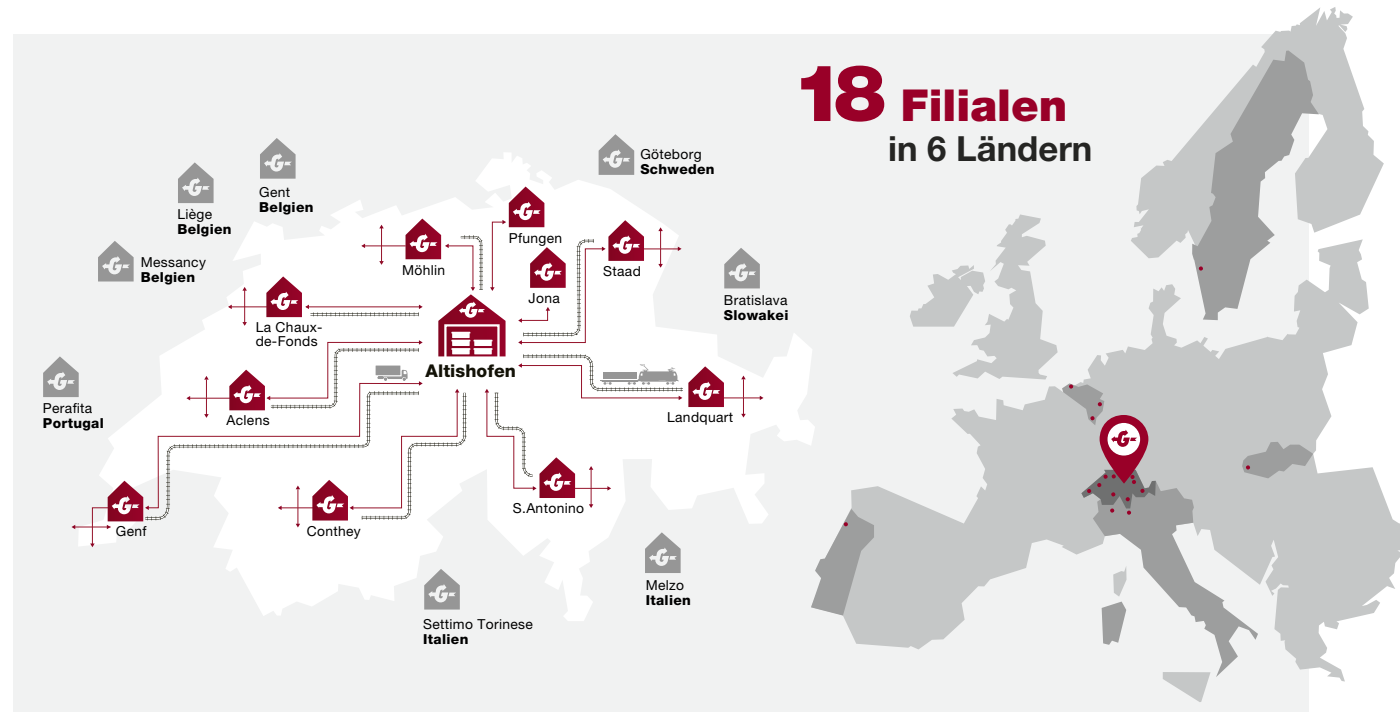 18 Filialen
in 6 Ländern
Göteborg
Schweden
Gent
Belgien
Liège
Belgien
Messancy
Belgien
Pfungen
Möhlin
Staad
Jona
Bratislava
Slowakei
La Chaux-
de-Fonds
Altishofen
Perafita
Portugal
Aclens
Landquart
Genf
Conthey
S.Antonino
Melzo
Italien
Settimo Torinese
Italien